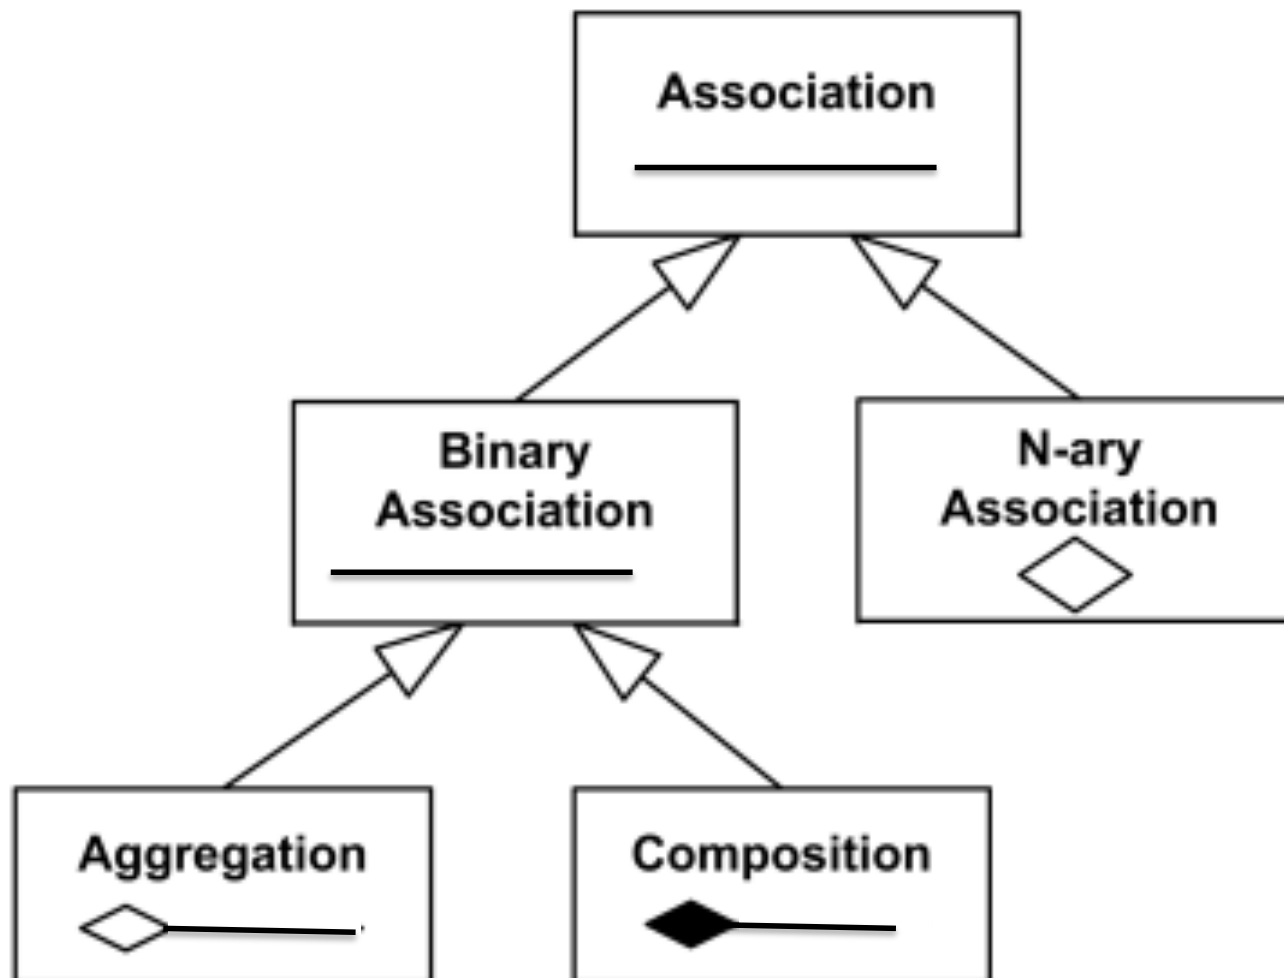 Association
Binary
Association
N-ary
Association
Aggregation
Composition